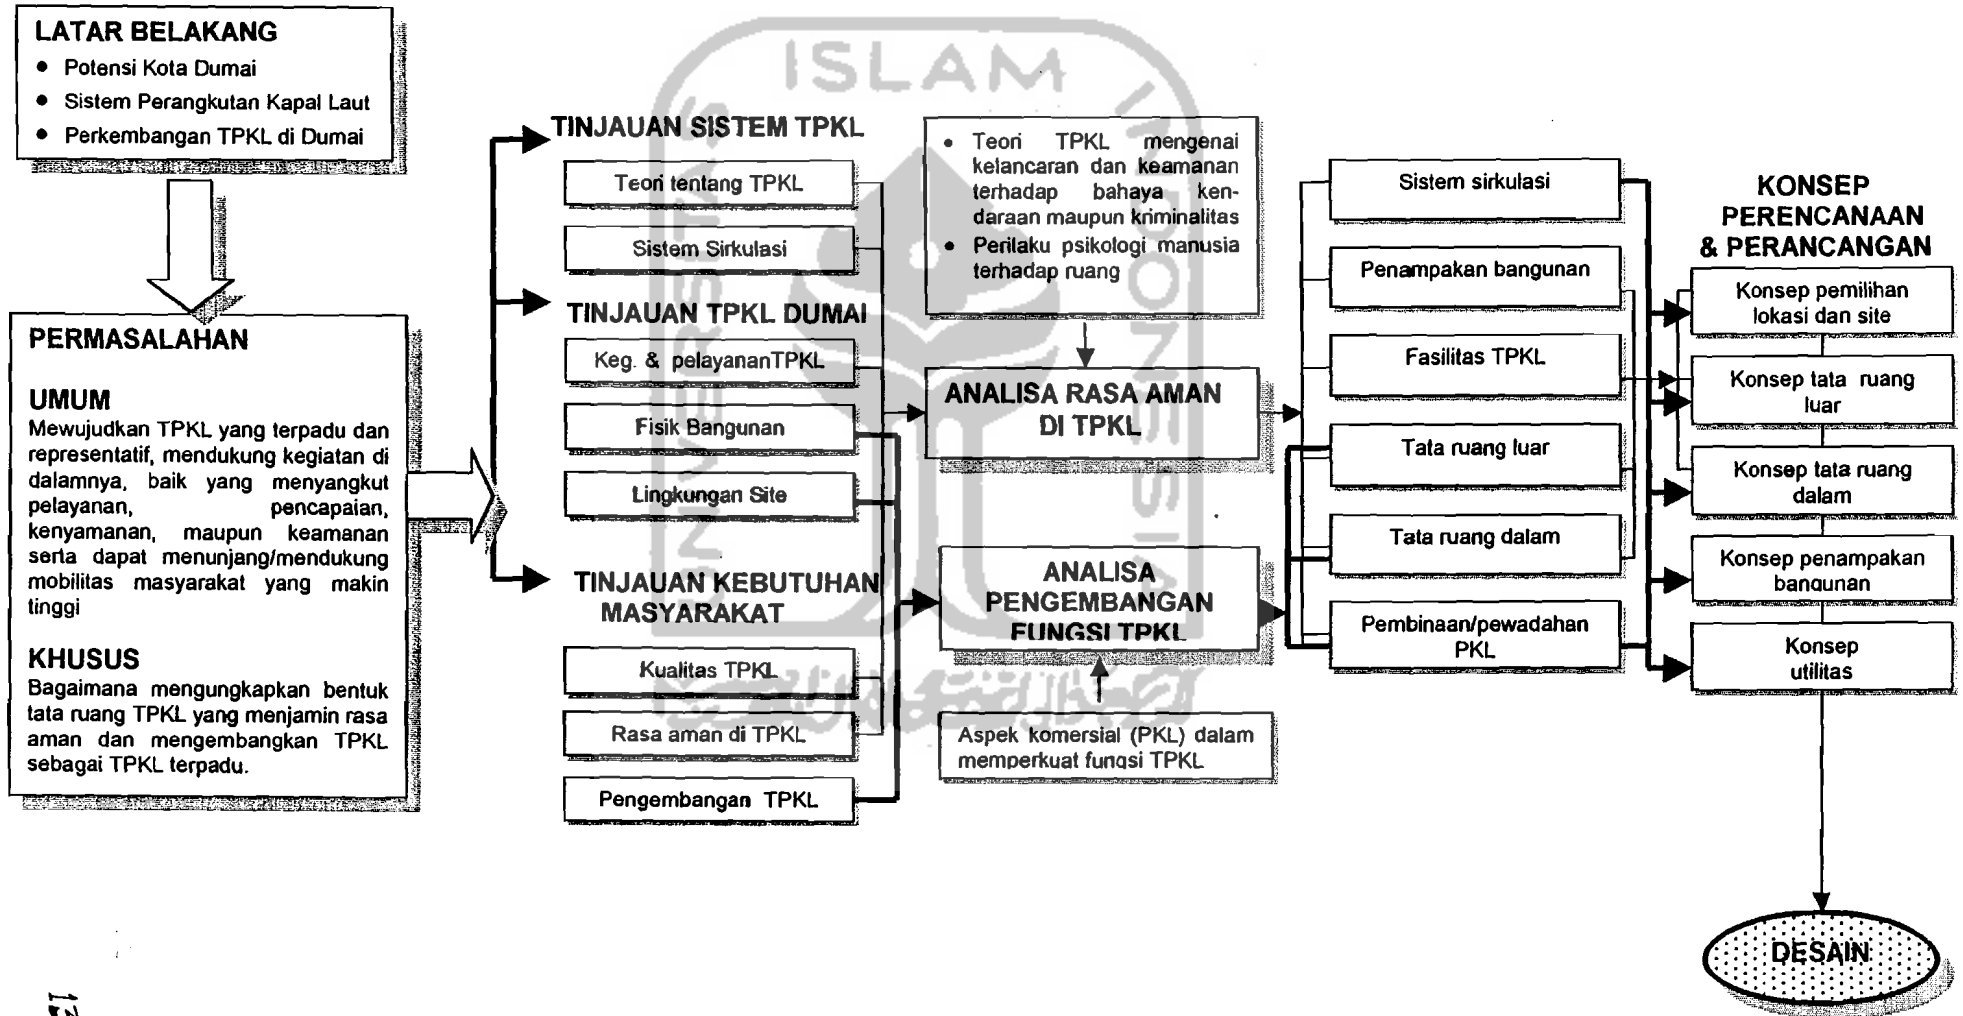 LATAR BELAKANG
• Potensi Kota Dumai
• Sistem Perangkutan Kapal Laut
• Perkembangan TPKL di Dumai
PERMASALAHAN
UMUM
Mewujudkan TPKL yang terpadu dan
representatif, mendukung kegiatan di
dalamnya, baik yang menyangkut
pelayanan, pencapaian,
kenyamanan, maupun keamanan
serta dapat menunjang/mendukung
mobilitas masyarakat yang makin
tinggi
KHUSUS
Bagaimana mengungkapkan bentuk
tata ruang TPKL yang menjamin rasa
aman dan mengembangkan TPKL
sebagai TPKL terpadu.
TINJAUAN SISTEM TPKL
Teori tentang TPKL
Sistem Sirkulasi
TINJAUAN TPKL DUMAI
Keg. & pelayananTPKL
Fisik Bangunan
Lingkungan Site
TINJAUAN KEBUTUHAN
MASYARAKAT
Kualitas TPKL
Rasa aman di TPKL
Pengembangan TPKL
• Teori TPKL mengenai
kelancaran dan keamanan
terhadap bahaya ken-
daraan maupun kriminalitas
• Perilaku psikologi manusia
terhadap ruang
ANALISA RASA AMAN
DI TPKL
ANALISA
PENGEMBANGAN
FUNGSI TPKL
Aspek komersial (PKL) dalam
memperkuat fungsi TPKL
Sistem sirkulasi
Penampakan bangunan
Fasilitas TPKL
Tata ruang luar
Tata ruang dalam
Pembinaan/pewadahan
PKL
KONSEP
PERENCANAAN
& PERANCANGAN
Konsep pemilihan
lokasi dan site
Konsep tata ruang
luar
Konsep tata ruang
dalam
Konsep penampakan
bangunan
Konsep
utilitas
DESAIN
UNIVERSITAS
ISLAM
INDONESIA